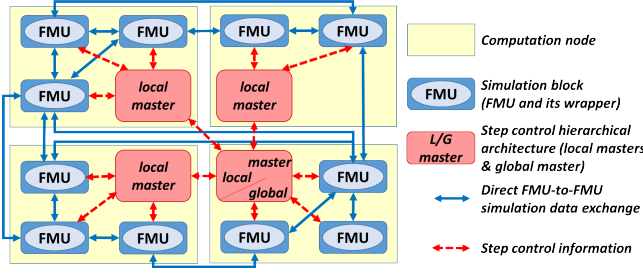 FMU
FMU
FMU
FMU
FMU
local
master
local
master
FMU
local
master
FMU
FMU
FMU
master
local
global
FMU
FMU
FMU
Computation node
FMU
Simulation block
(FMU and its wrapper)
L/G
master
Step control hierarchical
architecture (local masters
& global master)
Direct FMU-to-FMU
simulation data exchange
Step control information